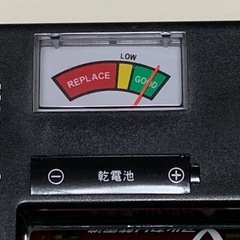 LOW
REPLACE GOOD
⊖ 乾電池 ⊕